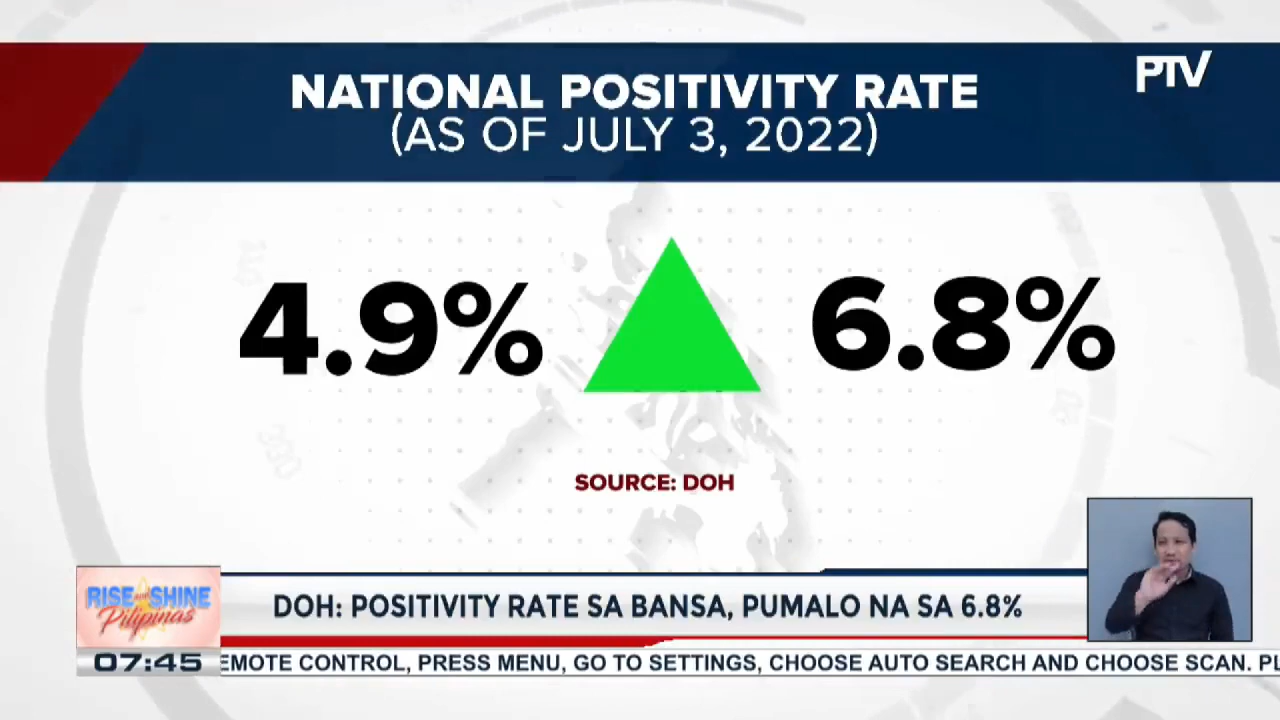 NATIONAL POSITIVITY RATE
(AS OF JULY 3, 2022)
PTV
4.9%
6.8%
SOURCE: DOH
RISE AND SHINE
Pilipinas
DOH: POSITIVITY RATE SA BANSA, PUMALO NA SA 6.8%
07:45
EMOTE CONTROL, PRESS MENU, GO TO SETTINGS, CHOOSE AUTO SEARCH AND CHOOSE SCAN. PL